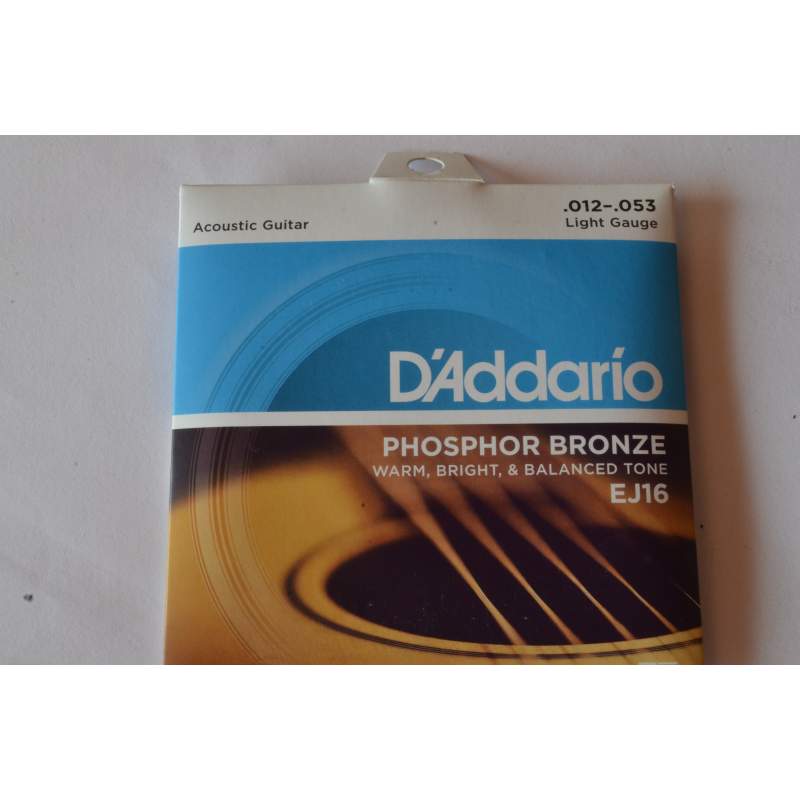 Acoustic Guitar
.012–.053
Light Gauge
D'Addario
PHOSPHOR BRONZE
WARM, BRIGHT, & BALANCED TONE
EJ16